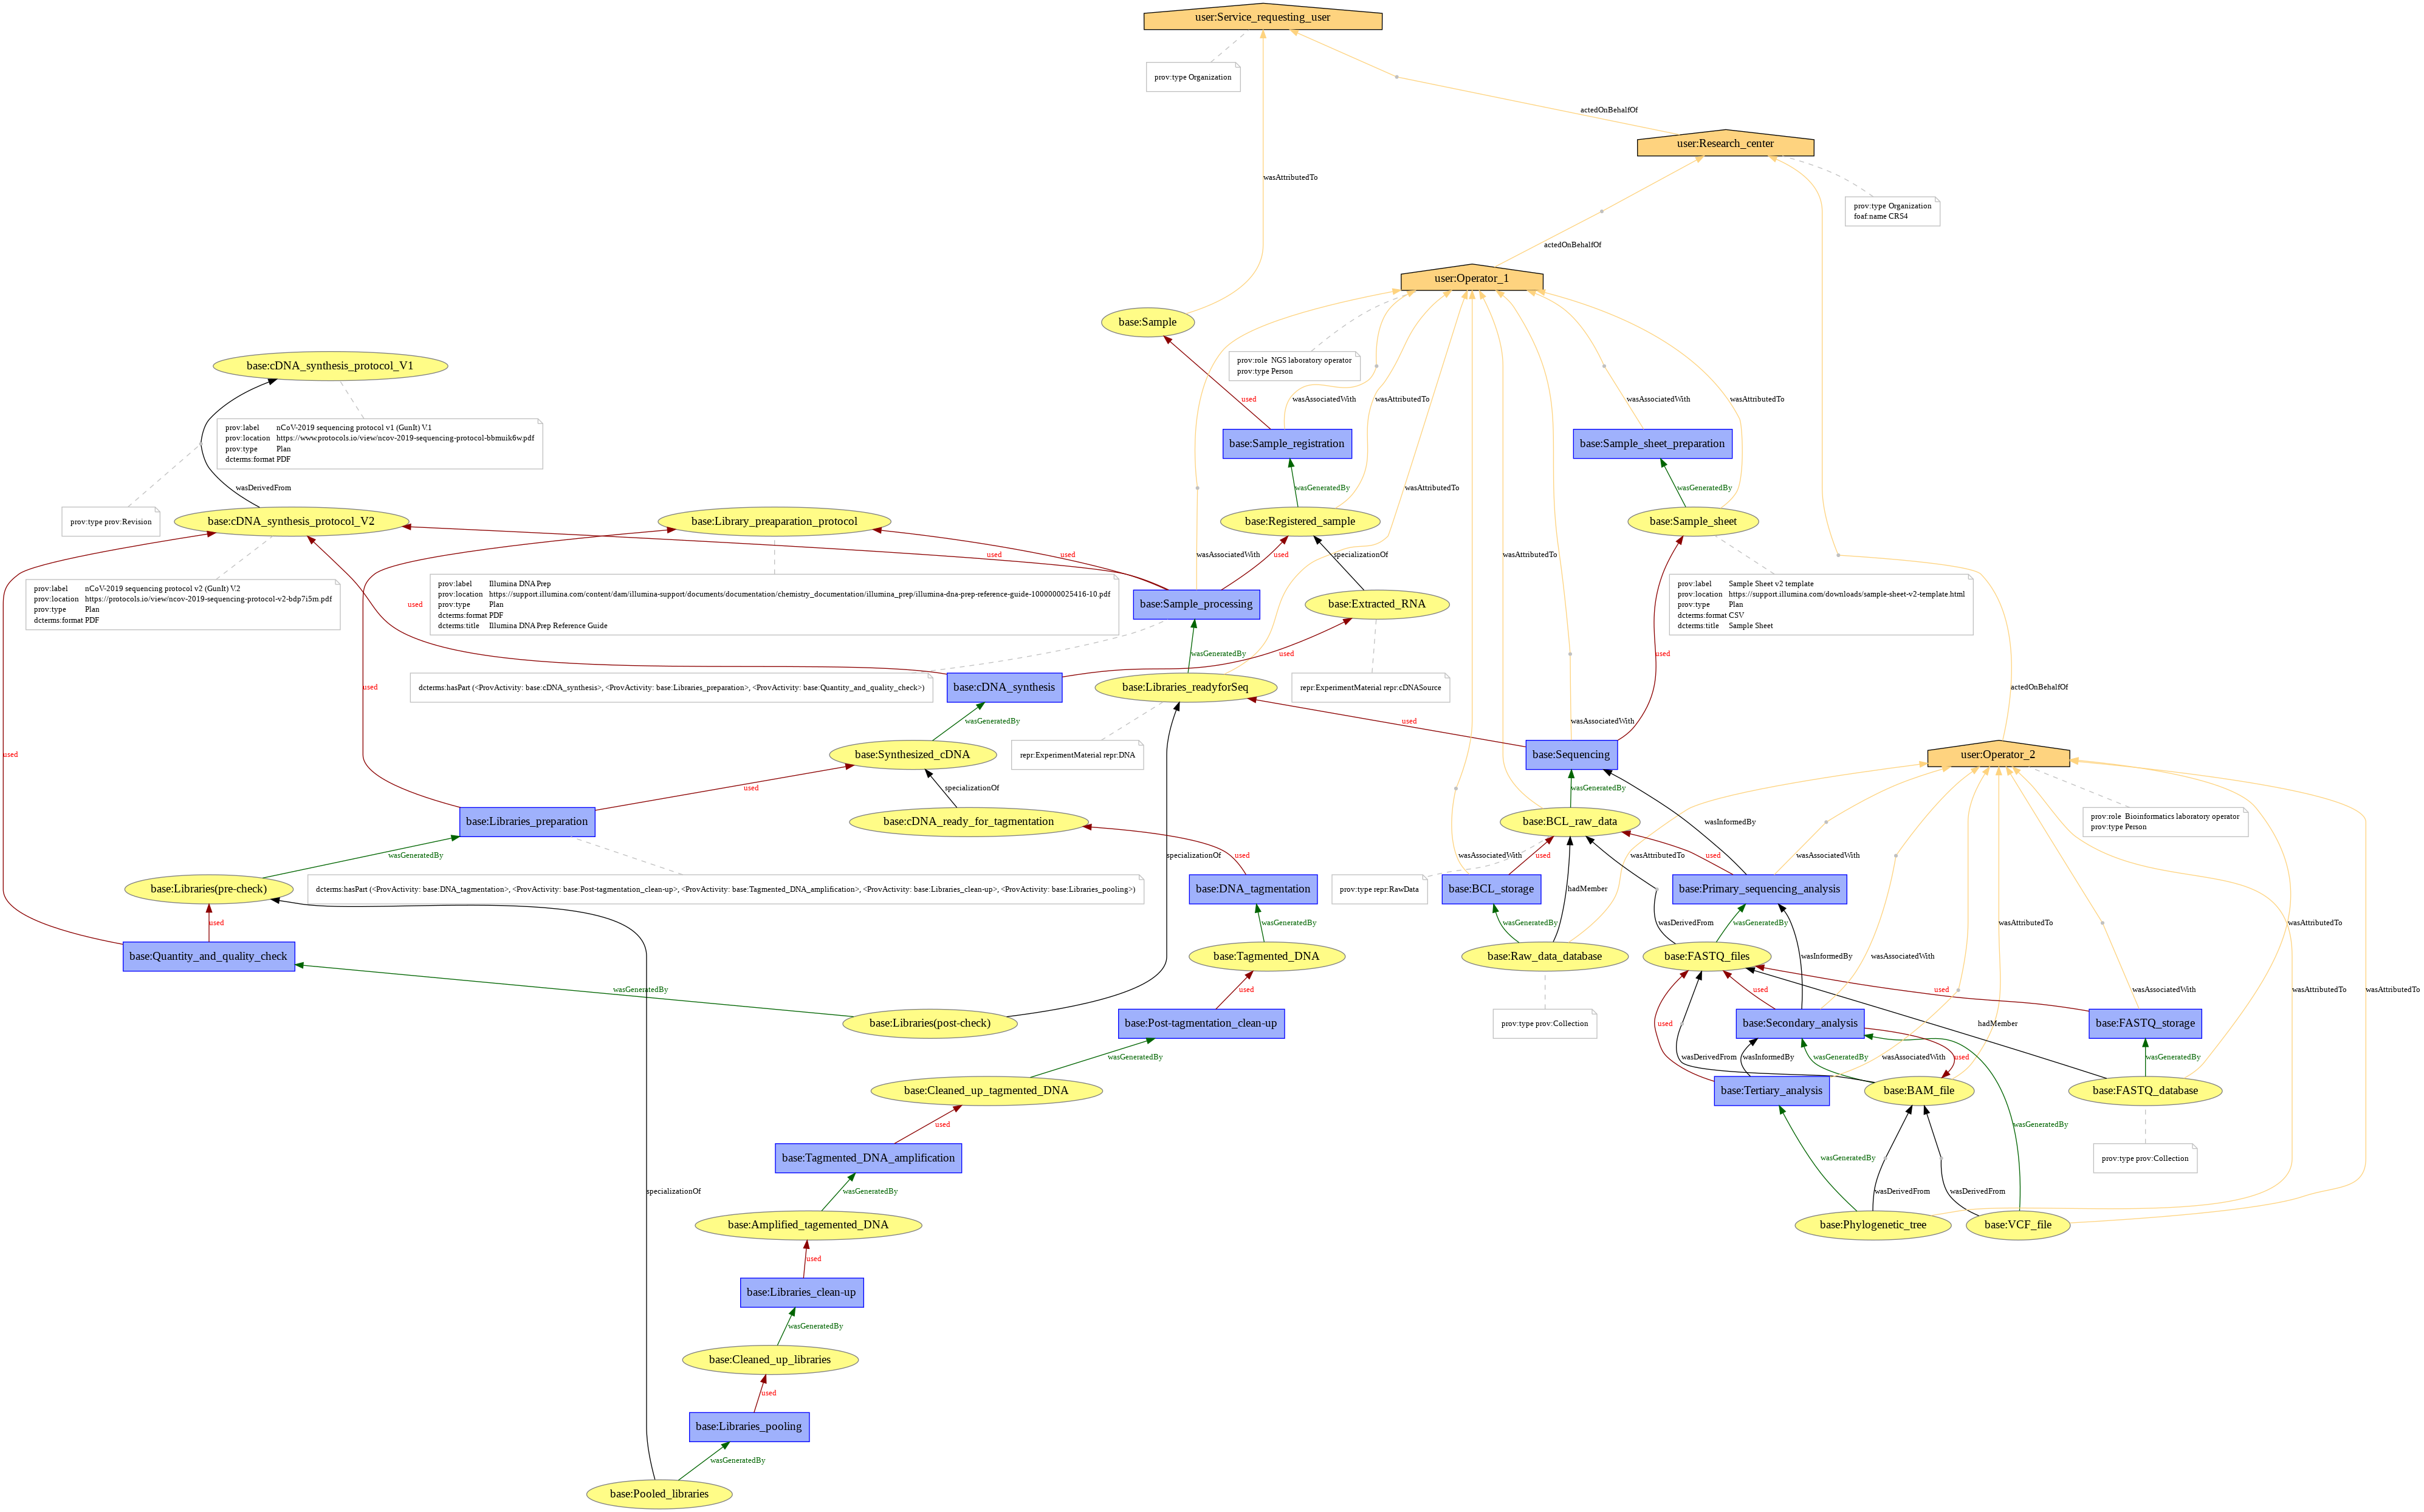 user:Service_requesting_user
prov:type Organization
actedOnBehalfOf
user:Research_center
wasAttributedTo
prov:type Organization
foaf:name CRS4
actedOnBehalfOf
user:Operator_1
base:Sample
prov:role NGS laboratory operator
prov:type Person
base:cDNA_synthesis_protocol_V1
used
wasAssociatedWith
wasAttributedTo
wasAssociatedWith
wasAttributedTo
prov:label nCoV-2019 sequencing protocol v1 (GunIt) V.1
prov:location https://www.protocols.io/view/ncov-2019-sequencing-protocol-bbmuik6w.pdf
prov:type Plan
dcterms:format PDF
base:Sample_registration
base:Sample_sheet_preparation
wasDerivedFrom
wasGeneratedBy
wasAttributedTo
wasGeneratedBy
prov:type prov:Revision
base:cDNA_synthesis_protocol_V2
base:Library_preaparation_protocol
base:Registered_sample
base:Sample_sheet
used
used
wasAssociatedWith
used
specializationOf
wasAttributedTo
prov:label nCoV-2019 sequencing protocol v2 (GunIt) V.2
prov:location https://protocols.io/view/ncov-2019-sequencing-protocol-v2-bdp7i5m.pdf
prov:type Plan
dcterms:format PDF
used
prov:label Illumina DNA Prep
prov:location https://support.illumina.com/content/dam/illumina-support/documents/documentation/chemistry_documentation/illumina_prep/illumina-dna-prep-reference-guide-1000000025416-10.pdf
prov:type Plan
dcterms:format PDF
dcterms:title Illumina DNA Prep Reference Guide
base:Sample_processing
base:Extracted_RNA
prov:label Sample Sheet v2 template
prov:location https://support.illumina.com/downloads/sample-sheet-v2-template.html
prov:type Plan
dcterms:format CSV
dcterms:title Sample Sheet
wasGeneratedBy
used
used
used
dcterms:hasPart (<ProvActivity: base:cDNA_synthesis>, <ProvActivity: base:Libraries_preparation>, <ProvActivity: base:Quantity_and_quality_check>)
base:cDNA_synthesis
base:Libraries_readyforSeq
repr:ExperimentMaterial repr:cDNASource
actedOnBehalfOf
wasGeneratedBy
used
wasAssociatedWith
used
base:Synthesized_cDNA
repr:ExperimentMaterial repr:DNA
base:Sequencing
user:Operator_2
used
specializationOf
wasGeneratedBy
base:Libraries_preparation
base:cDNA_ready_for_tagmentation
base:BCL_raw_data
wasInformedBy
prov:role Bioinformatics laboratory operator
prov:type Person
wasGeneratedBy
specializationOf
used
wasAssociatedWith
used
wasAttributedTo
used
wasAssociatedWith
base:Libraries(pre-check)
dcterms:hasPart (<ProvActivity: base:DNA_tagmentation>, <ProvActivity: base:Post-tagmentation_clean-up>, <ProvActivity: base:Tagmented_DNA_amplification>, <ProvActivity: base:Libraries_clean-up>, <ProvActivity: base:Libraries_pooling>)
base:DNA_tagmentation
prov:type repr:RawData
base:BCL_storage
hadMember
base:Primary_sequencing_analysis
used
wasGeneratedBy
wasGeneratedBy
wasDerivedFrom
wasGeneratedBy
wasAttributedTo
wasAttributedTo
base:Quantity_and_quality_check
base:Tagmented_DNA
base:Raw_data_database
base:FASTQ_files
wasInformedBy
wasAssociatedWith
wasGeneratedBy
used
used
wasAssociatedWith
used
wasAttributedTo
wasAttributedTo
base:Libraries(post-check)
base:Post-tagmentation_clean-up
prov:type prov:Collection
used
base:Secondary_analysis
hadMember
base:FASTQ_storage
wasGeneratedBy
wasDerivedFrom
wasInformedBy
wasGeneratedBy
wasAssociatedWith
used
wasGeneratedBy
base:Cleaned_up_tagmented_DNA
base:Tertiary_analysis
base:BAM_file
base:FASTQ_database
used
wasGeneratedBy
base:Tagmented_DNA_amplification
wasGeneratedBy
prov:type prov:Collection
wasGeneratedBy
specializationOf
wasDerivedFrom
wasDerivedFrom
base:Amplified_tagemented_DNA
base:Phylogenetic_tree
base:VCF_file
used
base:Libraries_clean-up
wasGeneratedBy
base:Cleaned_up_libraries
used
base:Libraries_pooling
wasGeneratedBy
base:Pooled_libraries